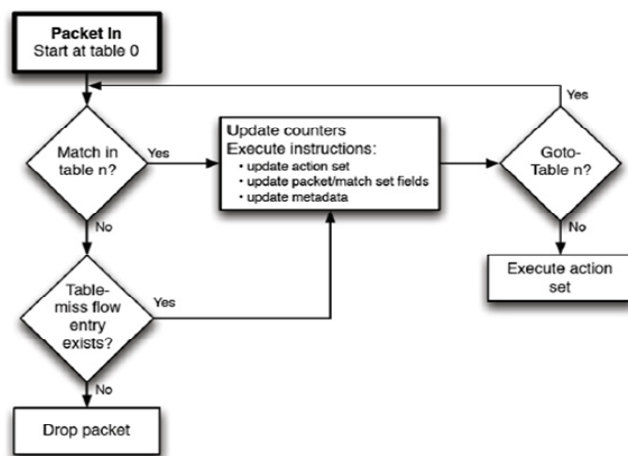 Packet In
Start at table 0
Yes
Match in
table n?
Yes
Update counters
Execute instructions:
• update action set
• update packet/match set fields
• update metadata
Goto-
Table n?
No
No
Execute action
set
Table-
miss flow
entry
exists?
Yes
No
Drop packet